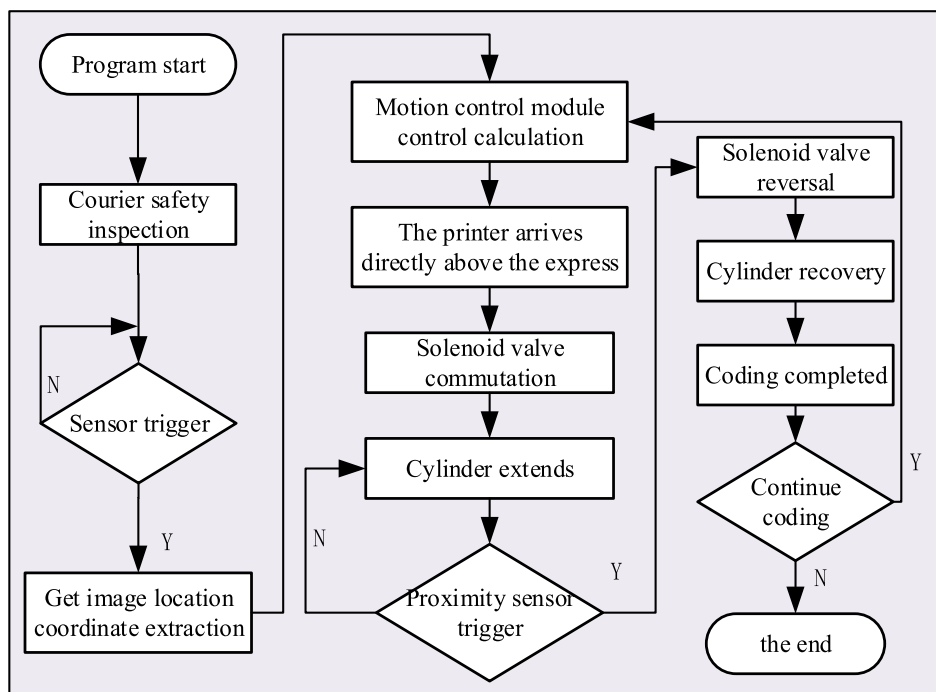 Program start
Courier safety
inspection
N
Sensor trigger
Y
Get image location
coordinate extraction
Motion control module
control calculation
The printer arrives
directly above the express
Solenoid valve
commutation
Cylinder extends
N
Proximity sensor
trigger
Y
Solenoid valve
reversal
Cylinder recovery
Coding completed
Continue
coding
Y
N
the end